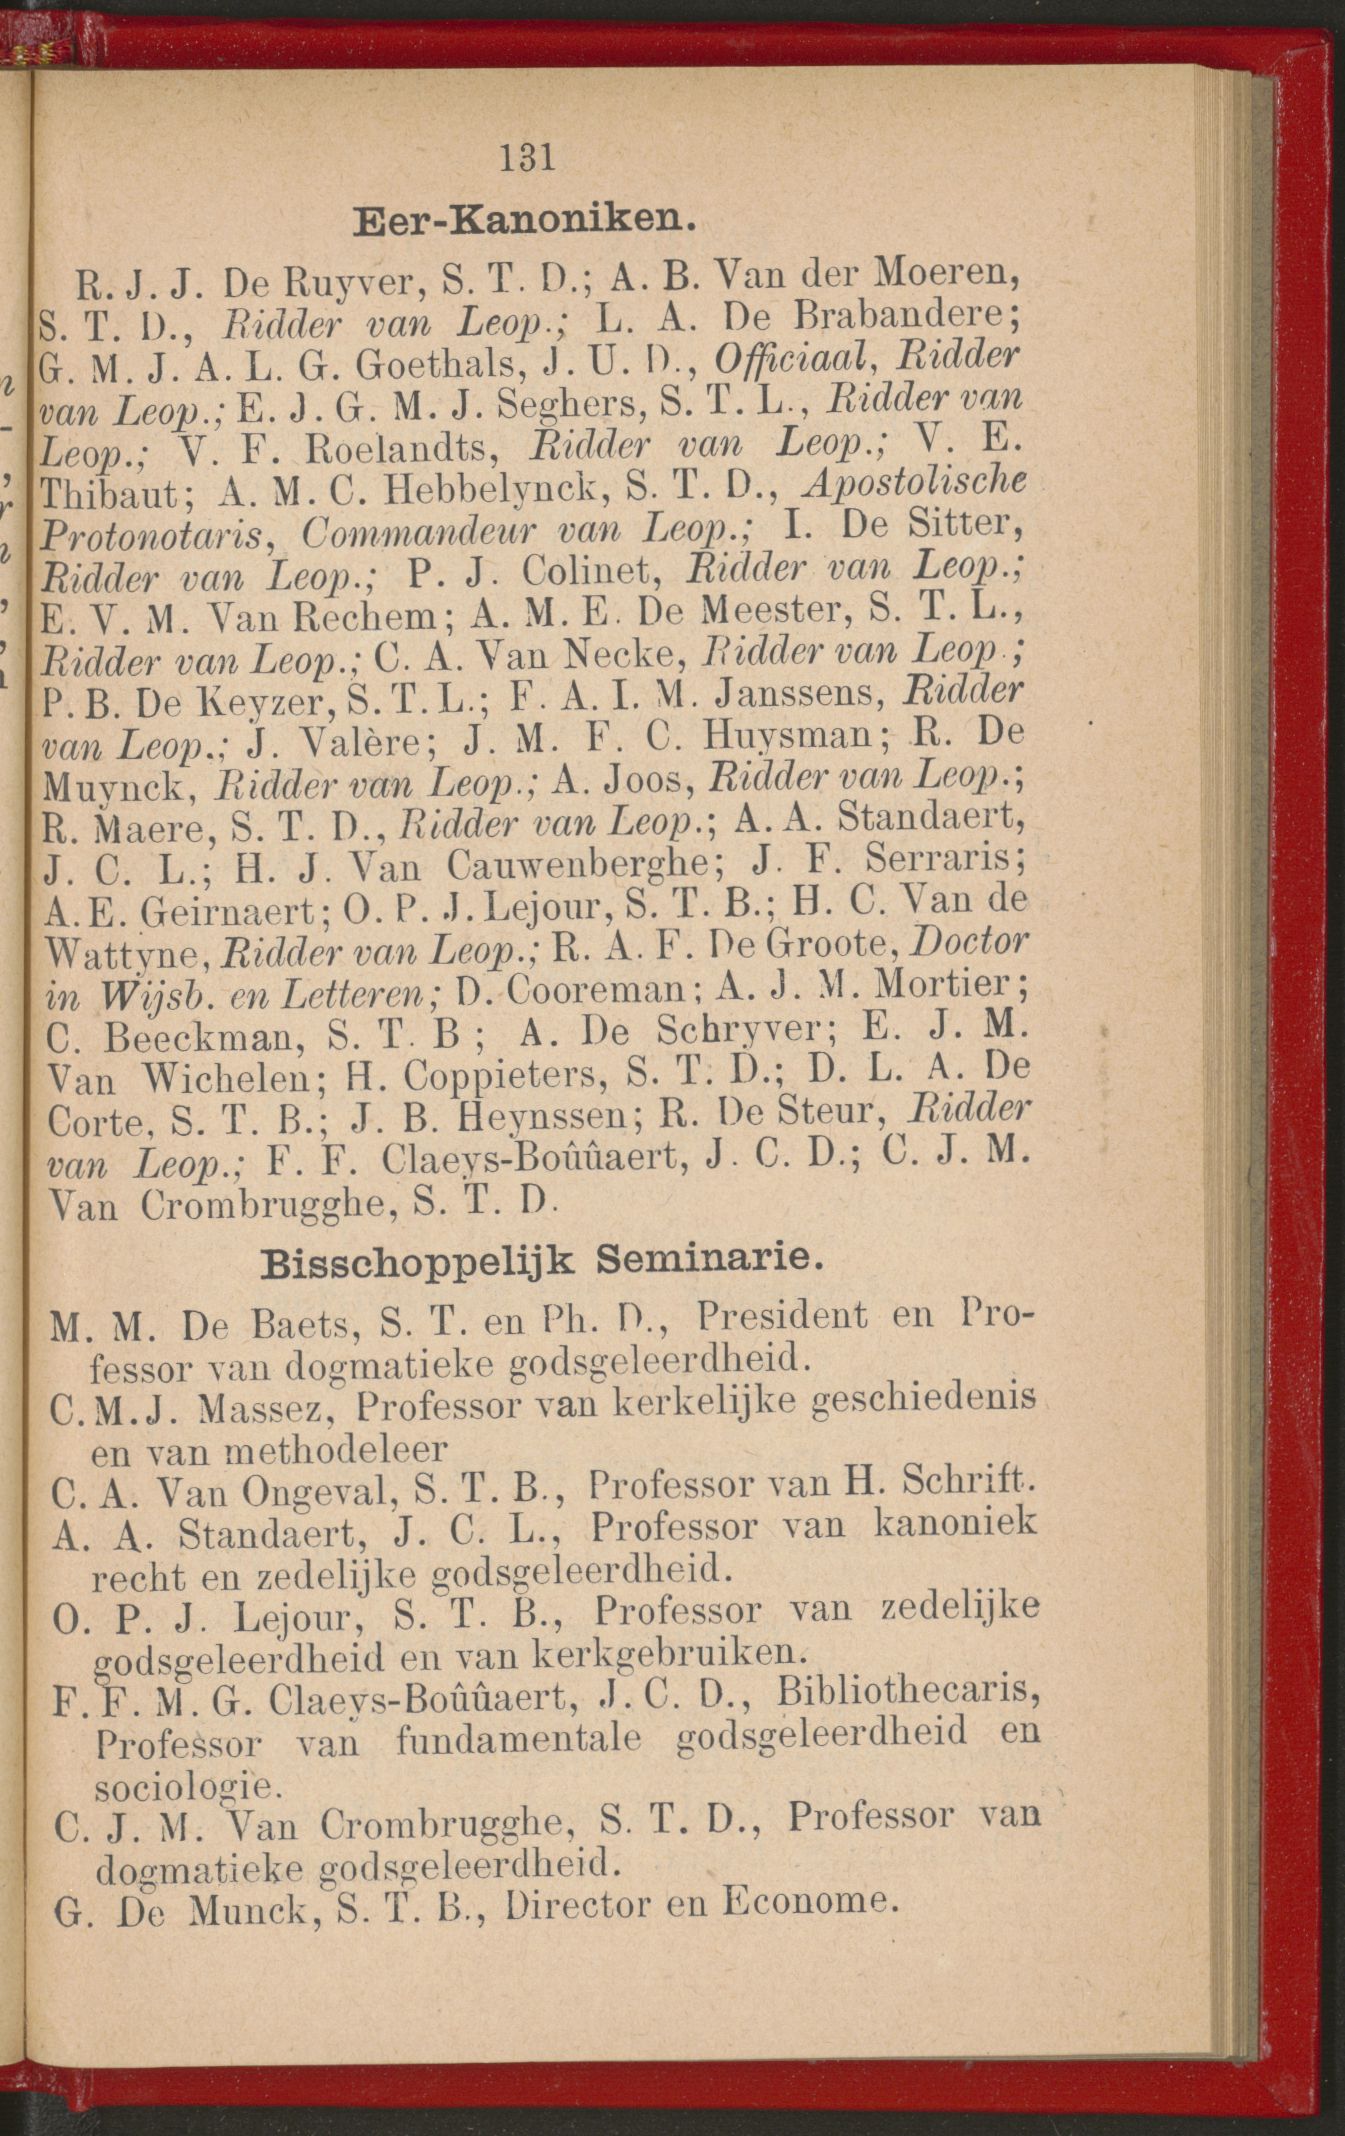 131
Eer-Kanoniken.
R. J. J. De Ruyver, S. T. D.; A. B. Van der Moeren,
S. T. D., Ridder van Leop.; L. A. De Brabandere;
G. M. J. A. L. G. Goethals, J. U. D., Officiaal, Ridder
van Leop.; E. J. G. M. J. Seghers, S. T. L., Ridder van
Leop.; V. F. Roelandts, Ridder van Leop.; V. E.
Thibaut; A. M. C. Hebbelynck, S. T. D., Apostolische
Protonotaris, Commandeur van Leop.; I. De Sitter,
Ridder van Leop.; P. J. Colinet, Ridder van Leop.;
E. V. M. Van Rechem; A. M. E. De Meester, S. T. L.,
Ridder van Leop.; C. A. Van Necke, Ridder van Leop.;
P. B. De Keyzer, S. T. L.; F. A. I. M. Janssens, Ridder
van Leop.; J. Valère; J. M. F. C. Huysman; R. De
Muynck, Ridder van Leop.; A. Joos, Ridder van Leop.;
R. Maere, S. T. D., Ridder van Leop.; A. A. Standaert,
J. C. L.; H. J. Van Cauwenberghe; J. F. Serraris;
A. E. Geirnaert; O. P. J. Lejour, S. T. B.; H. C. Van de
Wattyne, Ridder van Leop.; R. A. F. De Groote, Doctor
in Wijsb. en Letteren; D. Cooreman; A. J. M. Mortier;
C. Beeckman, S. T. B ; A. De Schryver; E. J. M.
Van Wichelen; H. Coppieters, S. T. D.; D. L. A. De
Corte, S. T. B.; J. B. Heynssen; R. De Steur, Ridder
van Leop.; F. F. Claeys-Boûûaert, J. C. D.; C. J. M.
Van Crombrugghe, S. T. D.
Bisschoppelijk Seminarie.
M. M. De Baets, S. T. en Ph. D., President en Pro-
fessor van dogmatieke godsgeleerdheid.
C. M. J. Massez, Professor van kerkelijke geschiedenis
en van methodeleer
C. A. Van Ongeval, S. T. B., Professor van H. Schrift.
A. A. Standaert, J. C. L., Professor van kanoniek
recht en zedelijke godsgeleerdheid.
O. P. J. Lejour, S. T. B., Professor van zedelijke
godsgeleerdheid en van kerkgebruiken.
F. F. M. G. Claeys-Boûûaert, J. C. D., Bibliothecaris,
Professor van fundamentale godsgeleerdheid en
sociologie.
C. J. M. Van Crombrugghe, S. T. D., Professor van
dogmatieke godsgeleerdheid.
G. De Munck, S. T. B., Director en Econome.